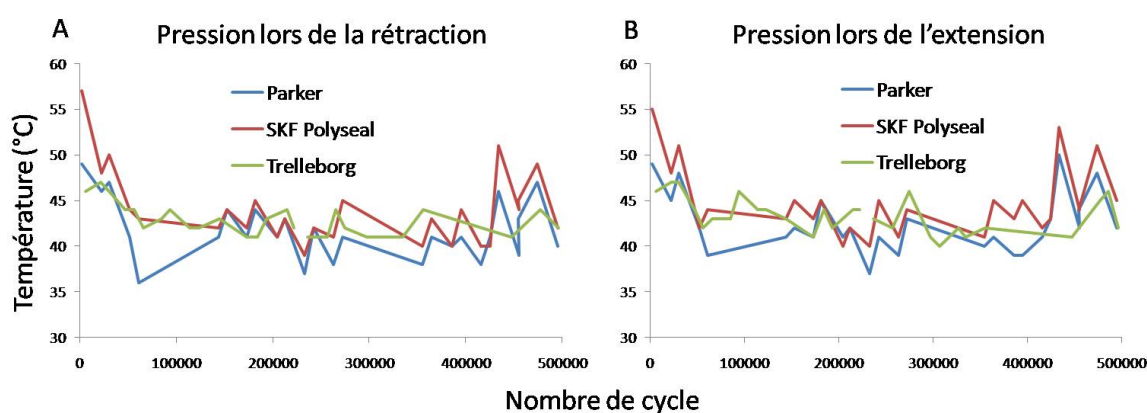 A
Pression lors de la rétraction
B
Pression lors de l'extension
Température (°C)
60
55
50
45
40
35
30
Parker
SKF Polyseal
Trelleborg
0
100000
200000
300000
400000
500000
60
55
50
45
40
35
30
Parker
SKF Polyseal
Trelleborg
0
100000
200000
300000
400000
500000
Nombre de cycle